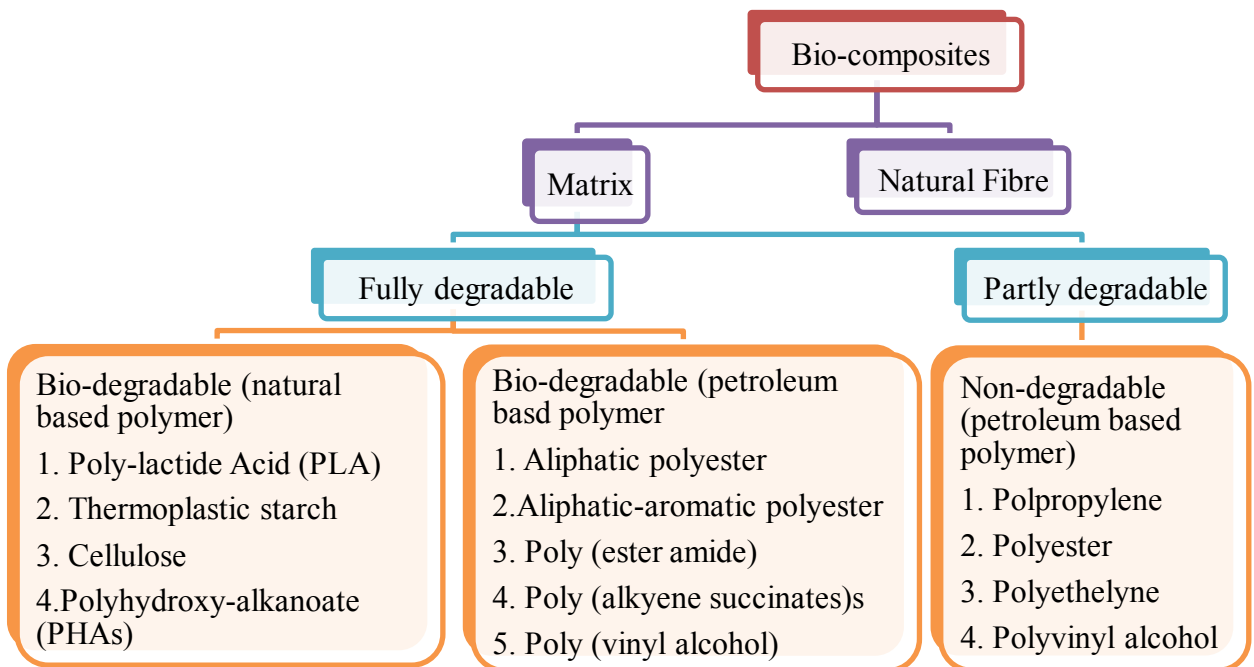 Bio-composites
Matrix
Natural Fibre
Fully degradable
Partly degradable
Bio-degradable (natural
based polymer)
1. Poly-lactide Acid (PLA)
2. Thermoplastic starch
3. Cellulose
4.Polyhydroxy-alkanoate
(PHAs)
Bio-degradable (petroleum
basd polymer
1. Aliphatic polyester
2.Aliphatic-aromatic polyester
3. Poly (ester amide)
4. Poly (alkyene succinates)s
5. Poly (vinyl alcohol)
Non-degradable
(petroleum based
polymer)
1. Polpropylene
2. Polyester
3. Polyethelyne
4. Polyvinyl alcohol